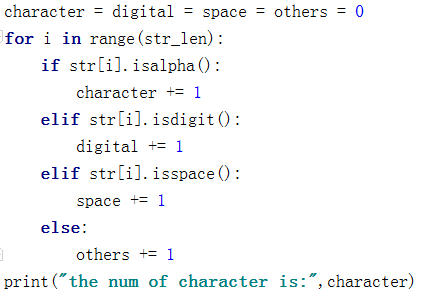 character = digital = space = others = 0
for i in range(str_len):
    if str[i].isalpha():
        character += 1
    elif str[i].isdigit():
        digital += 1
    elif str[i].isspace():
        space += 1
    else:
        others += 1
print("the num of character is:",character)